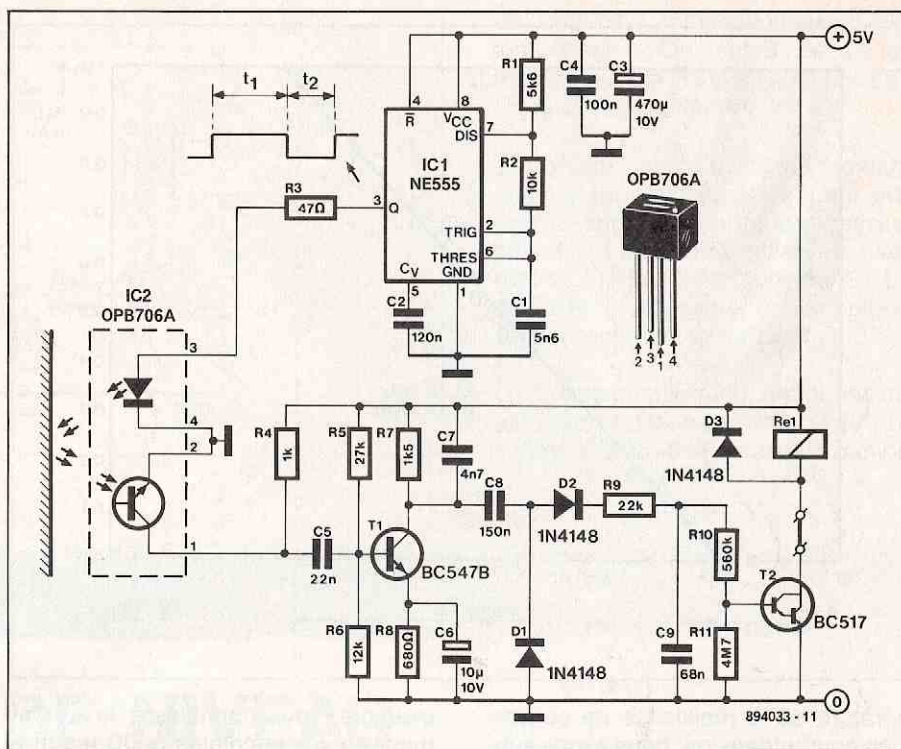 + 5V
t1 t2
4 8
R̅ VCC
DIS 7
IC1
NE555
R3
47Ω
3 Q
TRIG 2
THRES 6
GND
CV
5 1
R1
5k6
R2
10k
C4
100n
C3
470µ
10V
C2
120n
C1
5n6
OPB706A
2 3 1 4
IC2
OPB706A
3
4
2
1
R4
1k
R5
27k
R7
1k5
C7
4n7
C5
22n
T1
BC547B
C8
150n
D2
1N4148
R9
22k
D3
1N4148
Re1
R10
560k
T2
BC517
R6
12k
R8
680Ω
C6
10µ
10V
D1
1N4148
C9
68n
R11
4M7
0
894033 - 11